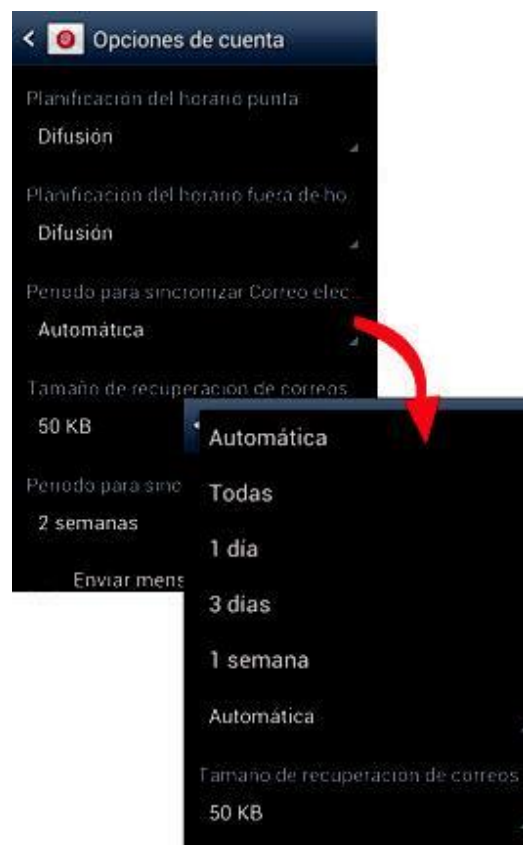 Opciones de cuenta
Planificación del horario punta
Difusión
Planificación del horario fuera de ho
Difusión
Periodo para sincronizar Correo elec...
Automática
Tamaño de recuperación de correos
50 KB
Periodo para sinc
2 semanas
Enviar mens
Automática
Todas
1 día
3 días
1 semana
Automática
Tamaño de recuperación de correos
50 KB